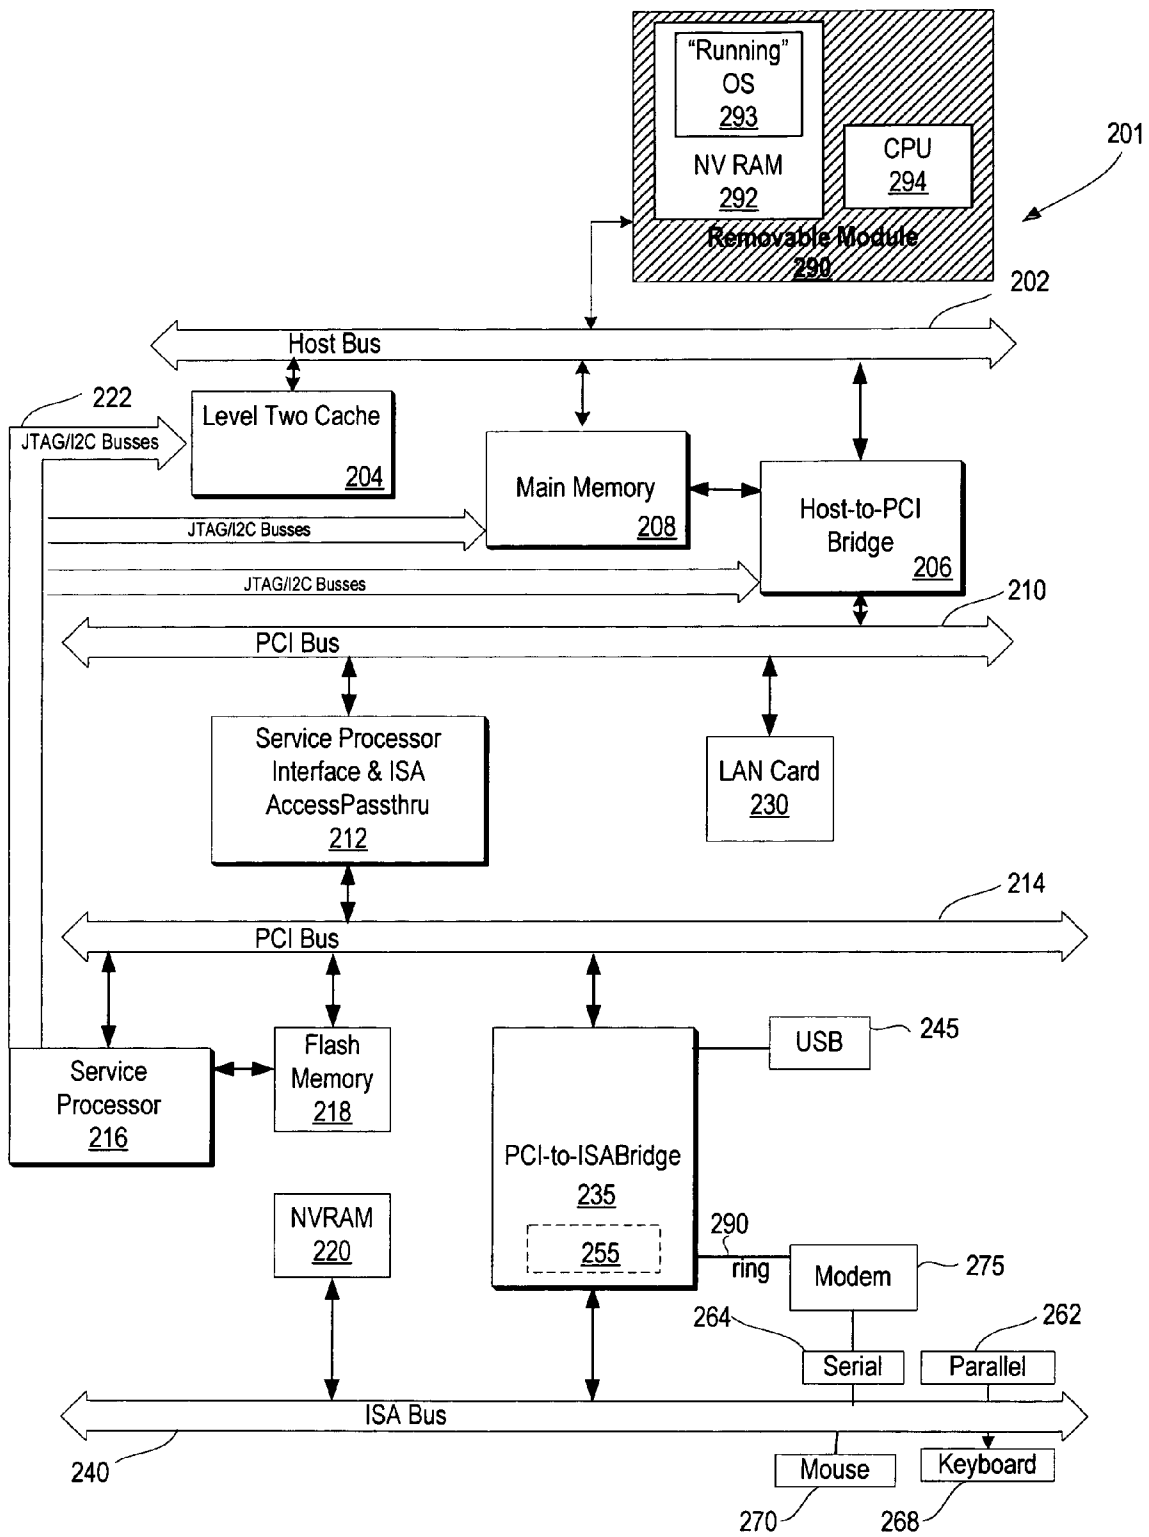 "Running"
OS
293
NV RAM
292
CPU
294
Removable Module
290
201
202
Host Bus
222
JTAG/I2C Busses
Level Two Cache
204
Main Memory
208
JTAG/I2C Busses
Host-to-PCI
Bridge
206
JTAG/I2C Busses
210
PCI Bus
Service Processor
Interface & ISA
AccessPassthru
212
LAN Card
230
214
PCI Bus
Service
Processor
216
Flash
Memory
218
USB
245
PCI-to-ISABridge
235
255
NVRAM
220
290
ring
Modem
275
264
262
Serial
Parallel
ISA Bus
240
Mouse
Keyboard
270
268